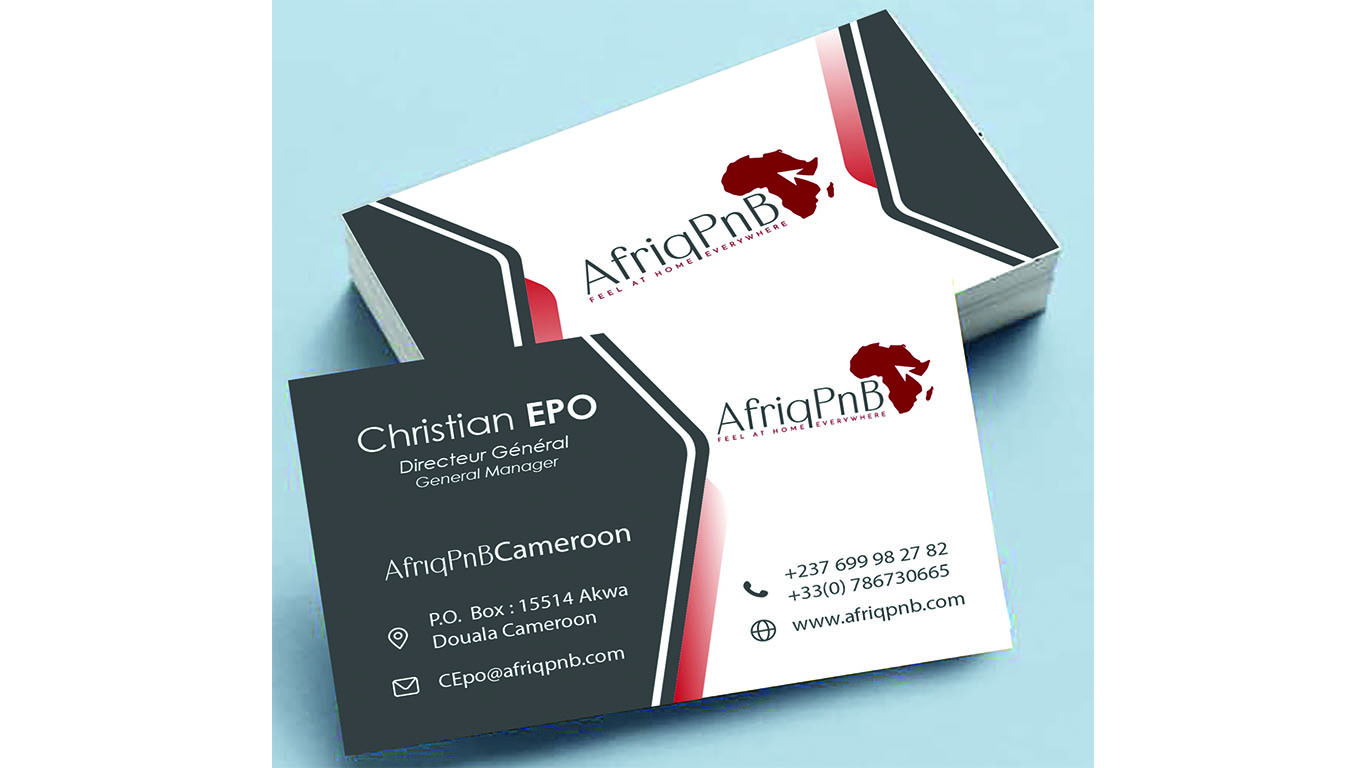 AfriqPnB
FEEL AT HOME EVERYWHERE
Christian EPO
Directeur Général
General Manager
AfriqPnBCameroon
P.O. Box : 15514 Akwa
Douala Cameroon
CEpo@afriqpnb.com
AfriqPnB
FEEL AT HOME EVERYWHERE
+237 699 98 27 82
+33(0) 786730665
www.afriqpnb.com